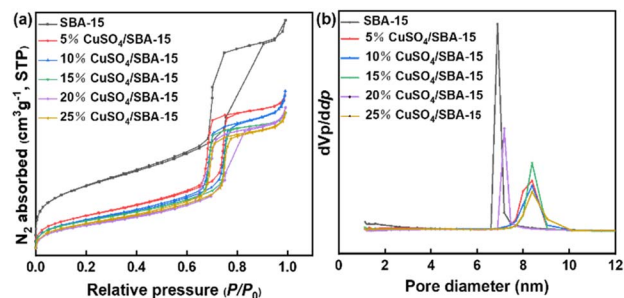 (a)
SBA-15
5% CuSO₄/SBA-15
10% CuSO₄/SBA-15
15% CuSO₄/SBA-15
20% CuSO₄/SBA-15
25% CuSO₄/SBA-15
N₂ absorbed (cm³g⁻¹, STP)
0.0 0.2 0.4 0.6 0.8 1.0
Relative pressure (P/P₀)
(b)
SBA-15
5% CuSO₄/SBA-15
10% CuSO₄/SBA-15
15% CuSO₄/SBA-15
20% CuSO₄/SBA-15
25% CuSO₄/SBA-15
dVp/ddp
0 2 4 6 8 10 12
Pore diameter (nm)